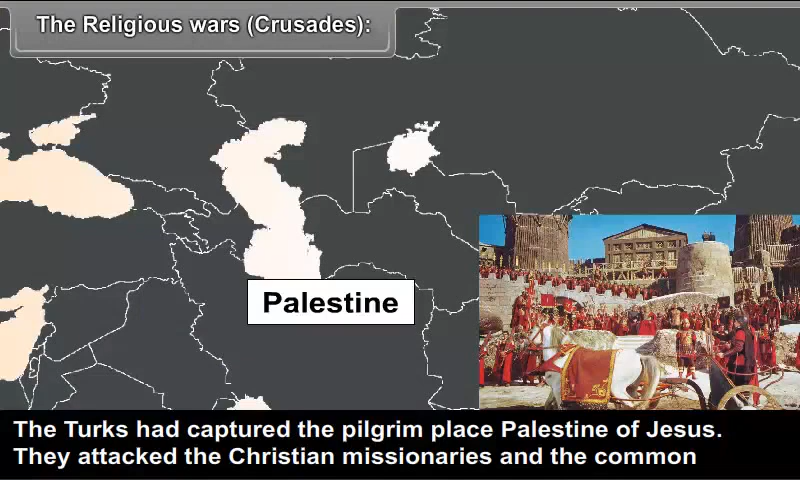 The Religious wars (Crusades):
Palestine
The Turks had captured the pilgrim place Palestine of Jesus.
They attacked the Christian missionaries and the common